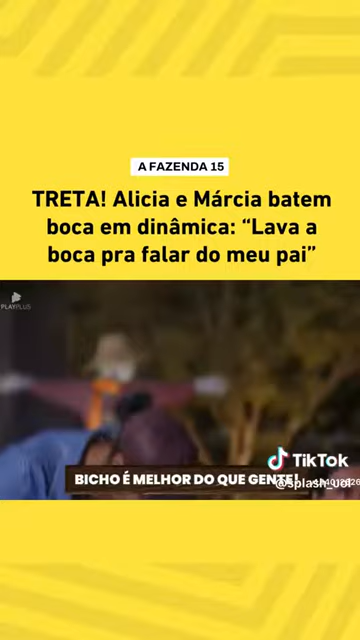 A FAZENDA 15
TRETA! Alicia e Márcia batem
boca em dinâmica: “Lava a
boca pra falar do meu pai”
PLAYPLUS
BICHO É MELHOR DO QUE GENTE!
TikTok